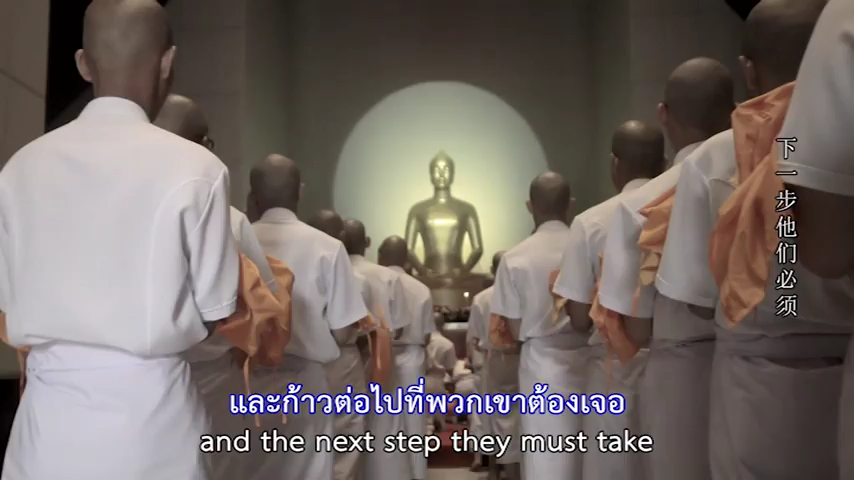 下一步他们必须
และก้าวต่อไปที่พวกเขาต้องเจอ
and the next step they must take